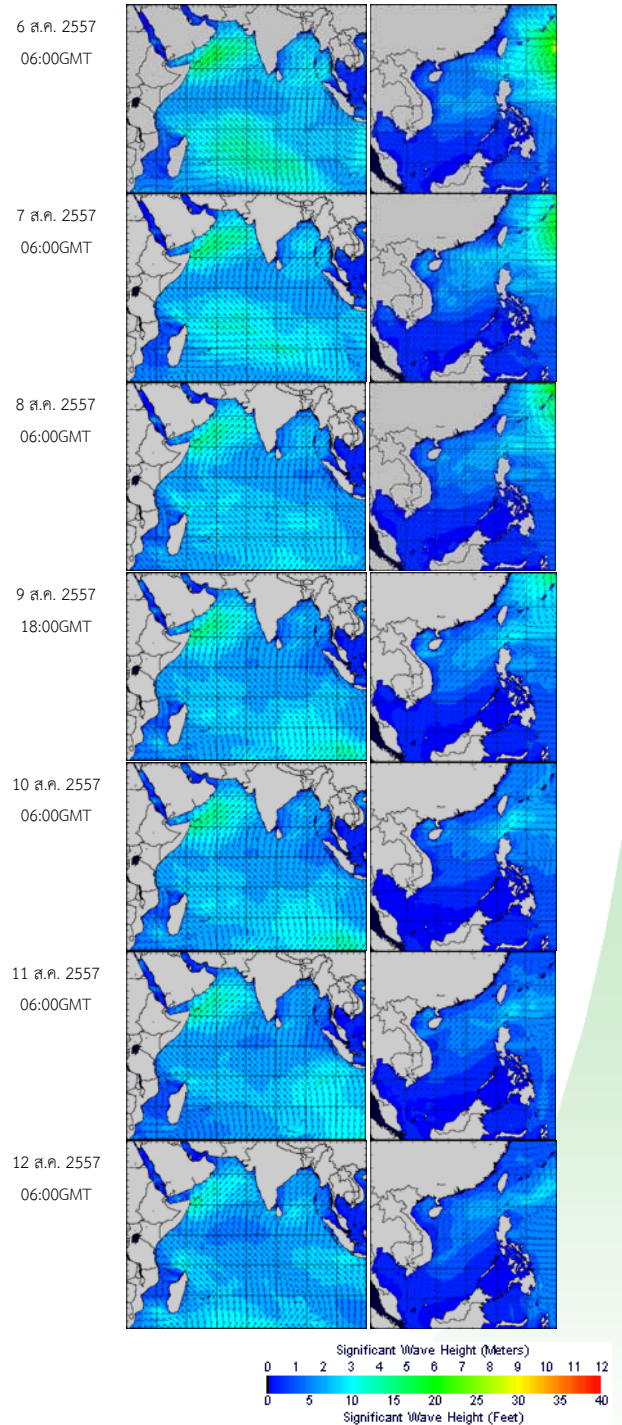 6 ส.ค. 2557
06:00GMT
7 ส.ค. 2557
06:00GMT
8 ส.ค. 2557
06:00GMT
9 ส.ค. 2557
18:00GMT
10 ส.ค. 2557
06:00GMT
11 ส.ค. 2557
06:00GMT
12 ส.ค. 2557
06:00GMT
Significant Wave Height (Meters)
0 1 2 3 4 5 6 7 8 9 10 11 12
0 5 10 15 20 25 30 35 40
Significant Wave Height (Feet)